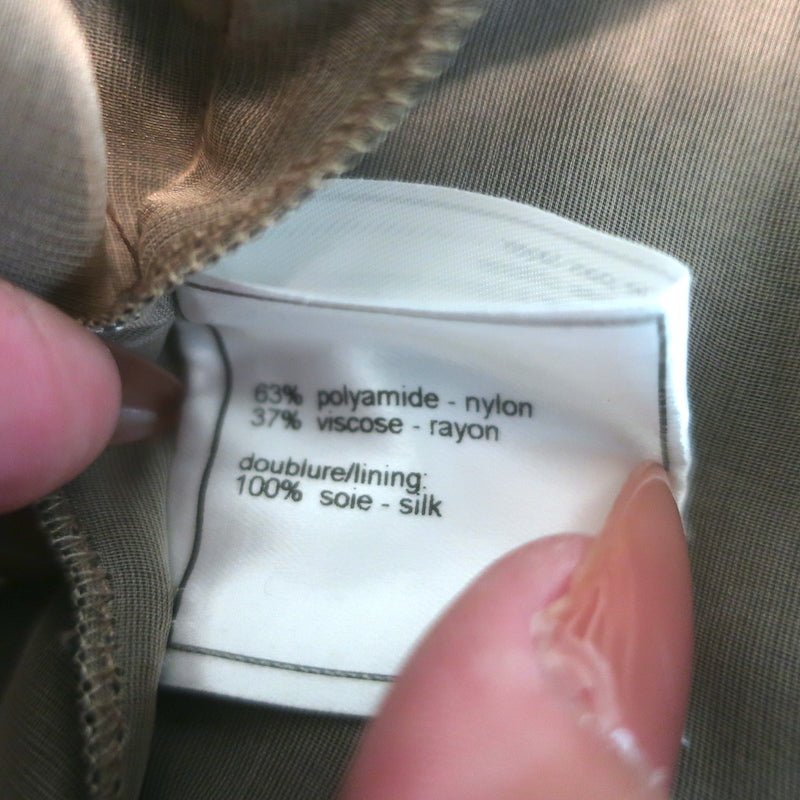 63% polyamide - nylon
37% viscose - rayon
doublure/lining:
100% soie - silk